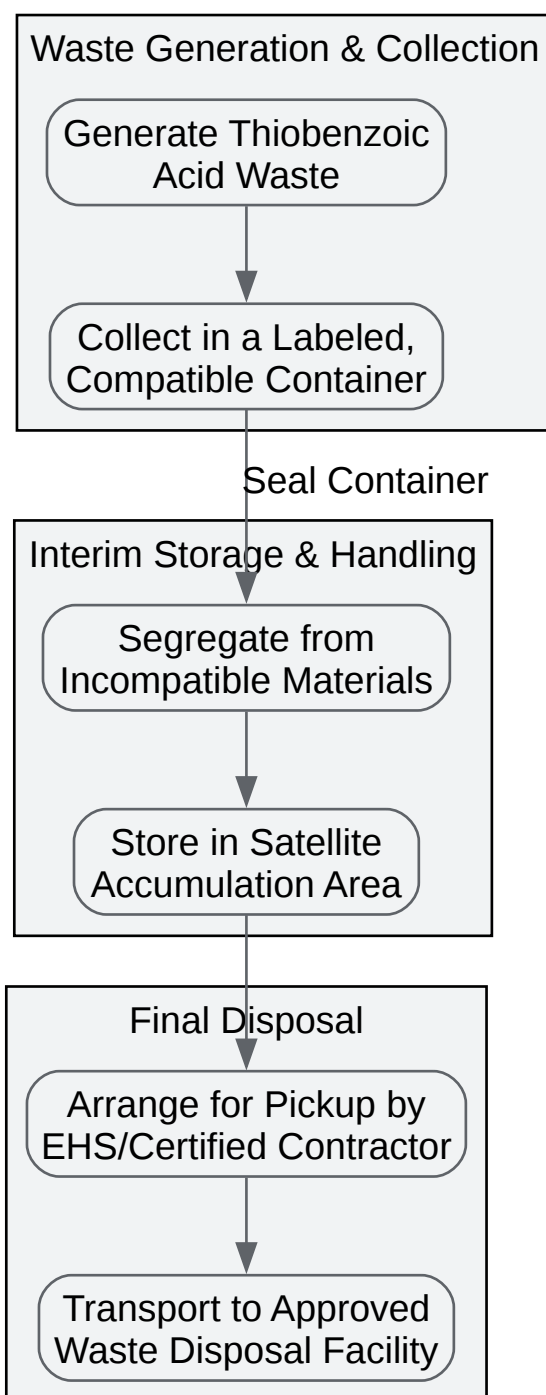 Waste Generation & Collection
Generate Thiobenzoic
Acid Waste
Collect in a Labeled,
Compatible Container
Seal Container
Interim Storage & Handling
Segregate from
Incompatible Materials
Store in Satellite
Accumulation Area
Final Disposal
Arrange for Pickup by
EHS/Certified Contractor
Transport to Approved
Waste Disposal Facility